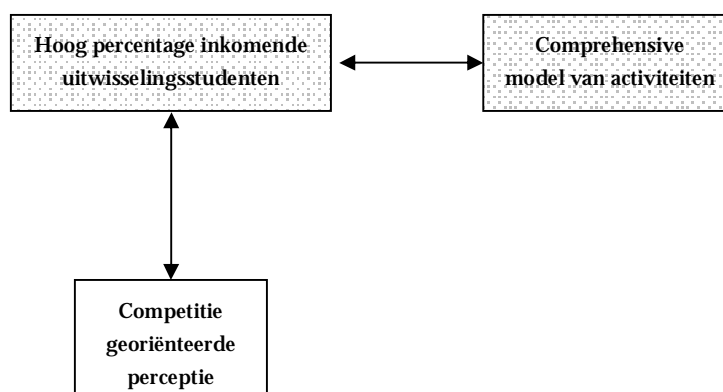 Hoog percentage inkomende
uitwisselingsstudenten
Comprehensive
model van activiteiten
Competitie
georiënteerde
perceptie